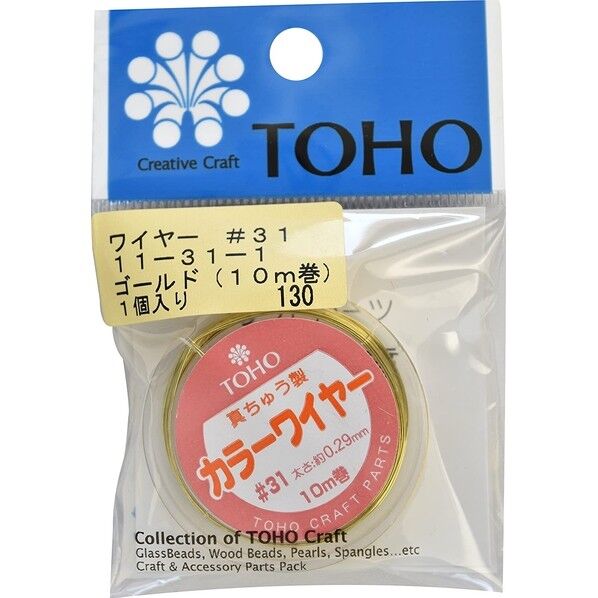 Creative Craft
TOHO
ワイヤー ＃３１
１１－３１－１
ゴールド（１０ｍ巻）
１個入り 130
TOHO
真ちゅう製
カラーワイヤー
#31 太さ:約0.29mm
10m巻
TOHO CRAFT PARTS
Collection of TOHO Craft
GlassBeads, Wood Beads, Pearls, Spangles...etc
Craft & Accessory Parts Pack